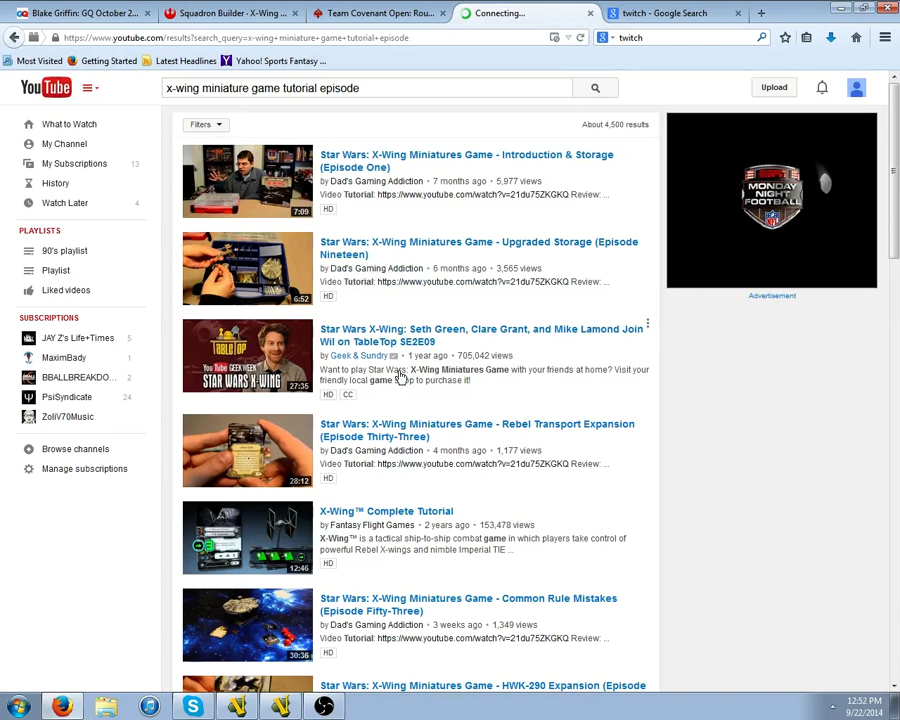 Blake Griffin: GQ October 2...
Squadron Builder · X-Wing ...
Team Covenant Open: Rou...
Connecting...
twitch - Google Search
https://www.youtube.com/results?search_query=x-wing+miniature+game+tutorial+episode
twitch
Most Visited
Getting Started
Latest Headlines
Yahoo! Sports Fantasy ...
YouTube
x-wing miniature game tutorial episode
Upload
What to Watch
My Channel
My Subscriptions 13
History
Watch Later 4
PLAYLISTS
90's playlist
Playlist
Liked videos
SUBSCRIPTIONS
JAY Z's Life+Times 5
MaximBady 1
BBALLBREAKDO... 2
PsiSyndicate 24
ZoliV70Music
Browse channels
Manage subscriptions
Filters
About 4,500 results
Star Wars: X-Wing Miniatures Game - Introduction & Storage
(Episode One)
by Dad's Gaming Addiction • 7 months ago • 5,977 views
Video Tutorial: https://www.youtube.com/watch?v=21du75ZKGKQ Review: ...
HD
7:09
Star Wars: X-Wing Miniatures Game - Upgraded Storage (Episode
Nineteen)
by Dad's Gaming Addiction • 6 months ago • 3,565 views
Video Tutorial: https://www.youtube.com/watch?v=21du75ZKGKQ Review: ...
HD
6:52
Star Wars X-Wing: Seth Green, Clare Grant, and Mike Lamond Join
Wil on TableTop SE2E09
by Geek & Sundry • 1 year ago • 705,042 views
Want to play Star Wars: X-Wing Miniatures Game with your friends at home? Visit your
friendly local game shop to purchase it!
HD CC
TABLETOP
YouTube GEEK WEEK
STAR WARS X-WING
27:35
Star Wars: X-Wing Miniatures Game - Rebel Transport Expansion
(Episode Thirty-Three)
by Dad's Gaming Addiction • 4 months ago • 1,177 views
Video Tutorial: https://www.youtube.com/watch?v=21du75ZKGKQ Review: ...
HD
28:12
X-Wing™ Complete Tutorial
by Fantasy Flight Games • 2 years ago • 153,478 views
X-Wing™ is a tactical ship-to-ship combat game in which players take control of
powerful Rebel X-wings and nimble Imperial TIE ...
HD
12:46
Star Wars: X-Wing Miniatures Game - Common Rule Mistakes
(Episode Fifty-Three)
by Dad's Gaming Addiction • 3 weeks ago • 1,349 views
Video Tutorial: https://www.youtube.com/watch?v=21du75ZKGKQ Review: ...
HD
30:36
Star Wars: X-Wing Miniatures Game - HWK-290 Expansion (Episode
ESPN
MONDAY
NIGHT
FOOTBALL
NFL
Advertisement
12:52 PM
9/22/2014